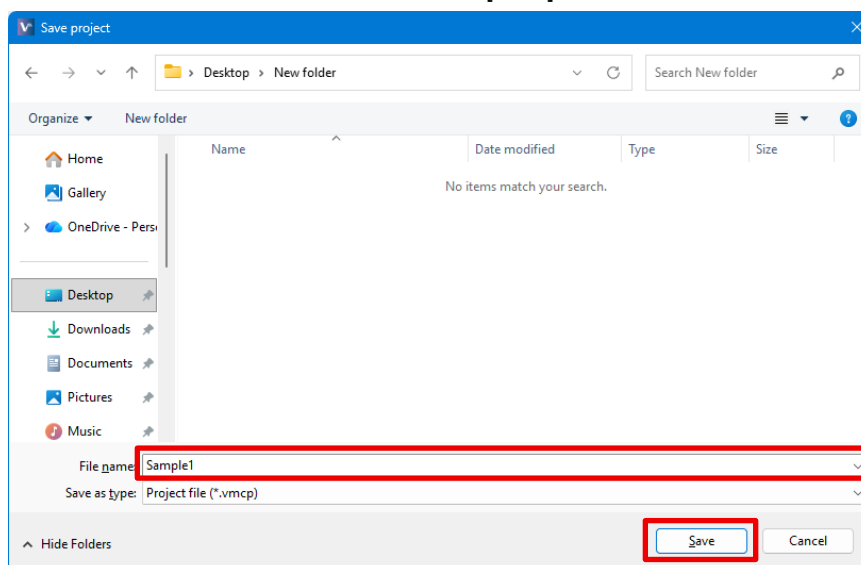 Save project
Desktop > New folder
Search New folder
Organize New folder
Name Date modified Type Size
No items match your search.
Home
Gallery
OneDrive - Pers
Desktop
Downloads
Documents
Pictures
Music
File name: Sample1
Save as type: Project file (*.vmcp)
Hide Folders Save Cancel